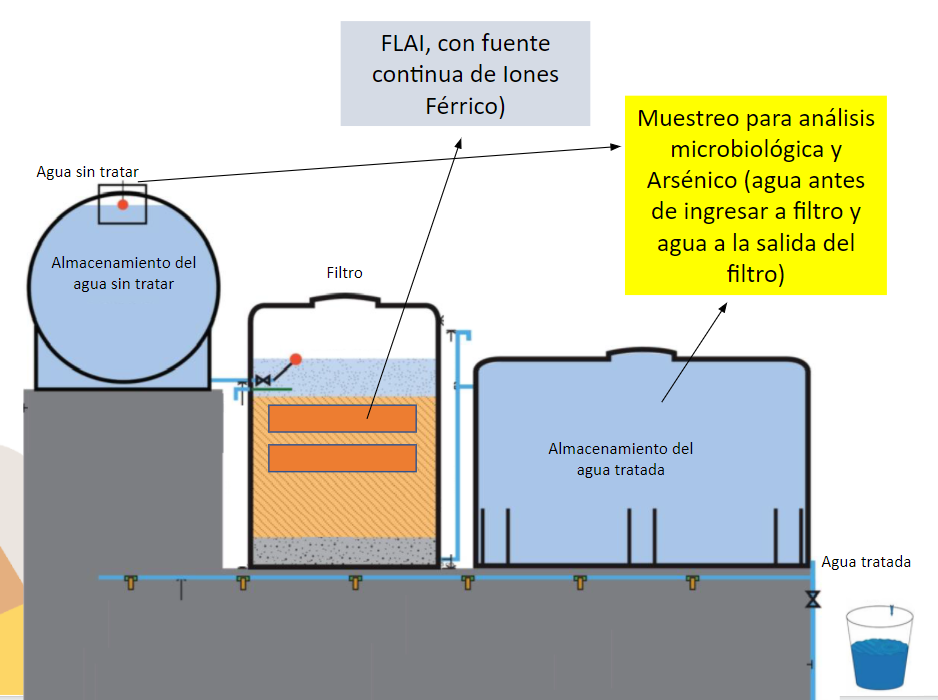 FLAI, con fuente
continua de Iones
Férrico)
Muestreo para análisis
microbiológica y
Arsénico (agua antes
de ingresar a filtro y
agua a la salida del
filtro)
Agua sin tratar
Almacenamiento del
agua sin tratar
Filtro
Almacenamiento del
agua tratada
Agua tratada